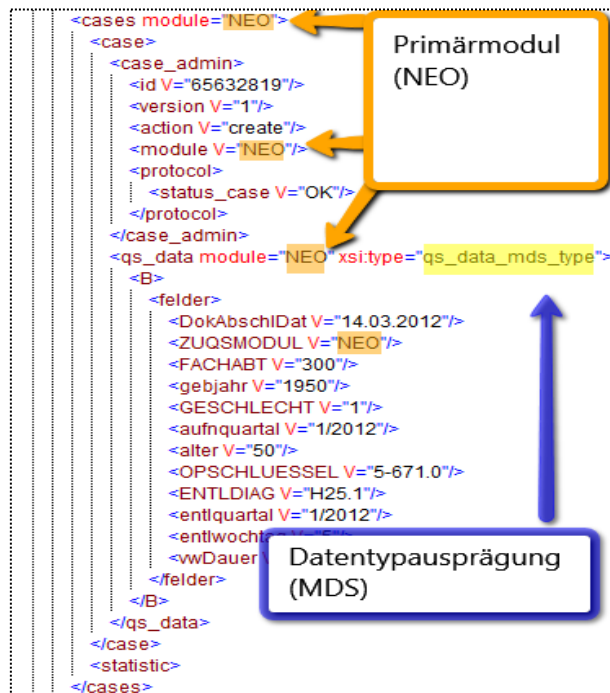 <cases module="NEO">
<case>
<case_admin>
<id V="65632819"/>
<version V="1"/>
<action V="create"/>
<module V="NEO"/>
<protocol>
<status_case V="OK"/>
</protocol>
</case_admin>
<qs_data module="NEO" xsi:type="qs_data_mds_type">
<B>
<felder>
<DokAbschlDat V="14.03.2012"/>
<ZUQSMODUL V="NEO"/>
<FACHABT V="300"/>
<gebjahr V="1950"/>
<GESCHLECHT V="1"/>
<aufnquartal V="1/2012"/>
<alter V="50"/>
<OPSCHLUESSEL V="5-671.0"/>
<ENTLDIAG V="H25.1"/>
<entlquartal V="1/2012"/>
<entlwochtag
<vwDauer
</felder>
</B>
</qs_data>
</case>
<statistic>
</cases>
Primärmodul
(NEO)
Datentypausprägung
(MDS)